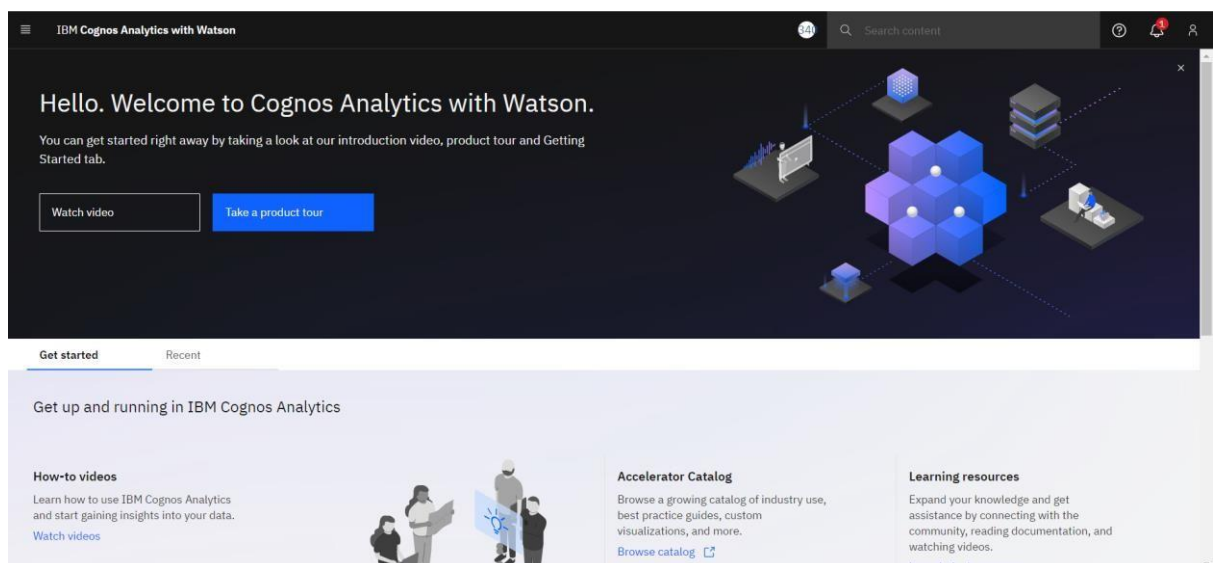 IBM Cognos Analytics with Watson
Search content
1
Hello. Welcome to Cognos Analytics with Watson.
You can get started right away by taking a look at our introduction video, product tour and Getting
Started tab.
Watch video
Take a product tour
Get started
Recent
Get up and running in IBM Cognos Analytics
How-to videos
Learn how to use IBM Cognos Analytics
and start gaining insights into your data.
Watch videos
Accelerator Catalog
Browse a growing catalog of industry use,
best practice guides, custom
visualizations, and more.
Browse catalog
Learning resources
Expand your knowledge and get
assistance by connecting with the
community, reading documentation, and
watching videos.